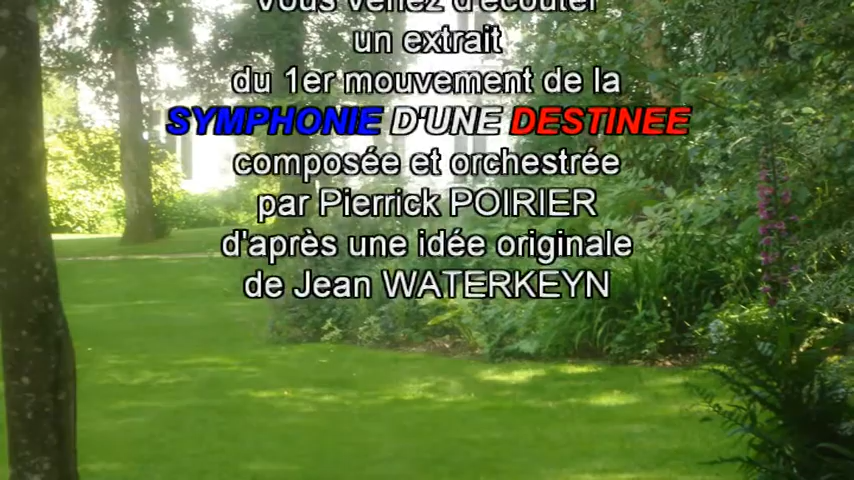 Vous venez d'écouter
un extrait
du 1er mouvement de la
SYMPHONIE D'UNE DESTINEE
composée et orchestrée
par Pierrick POIRIER
d'après une idée originale
de Jean WATERKEYN